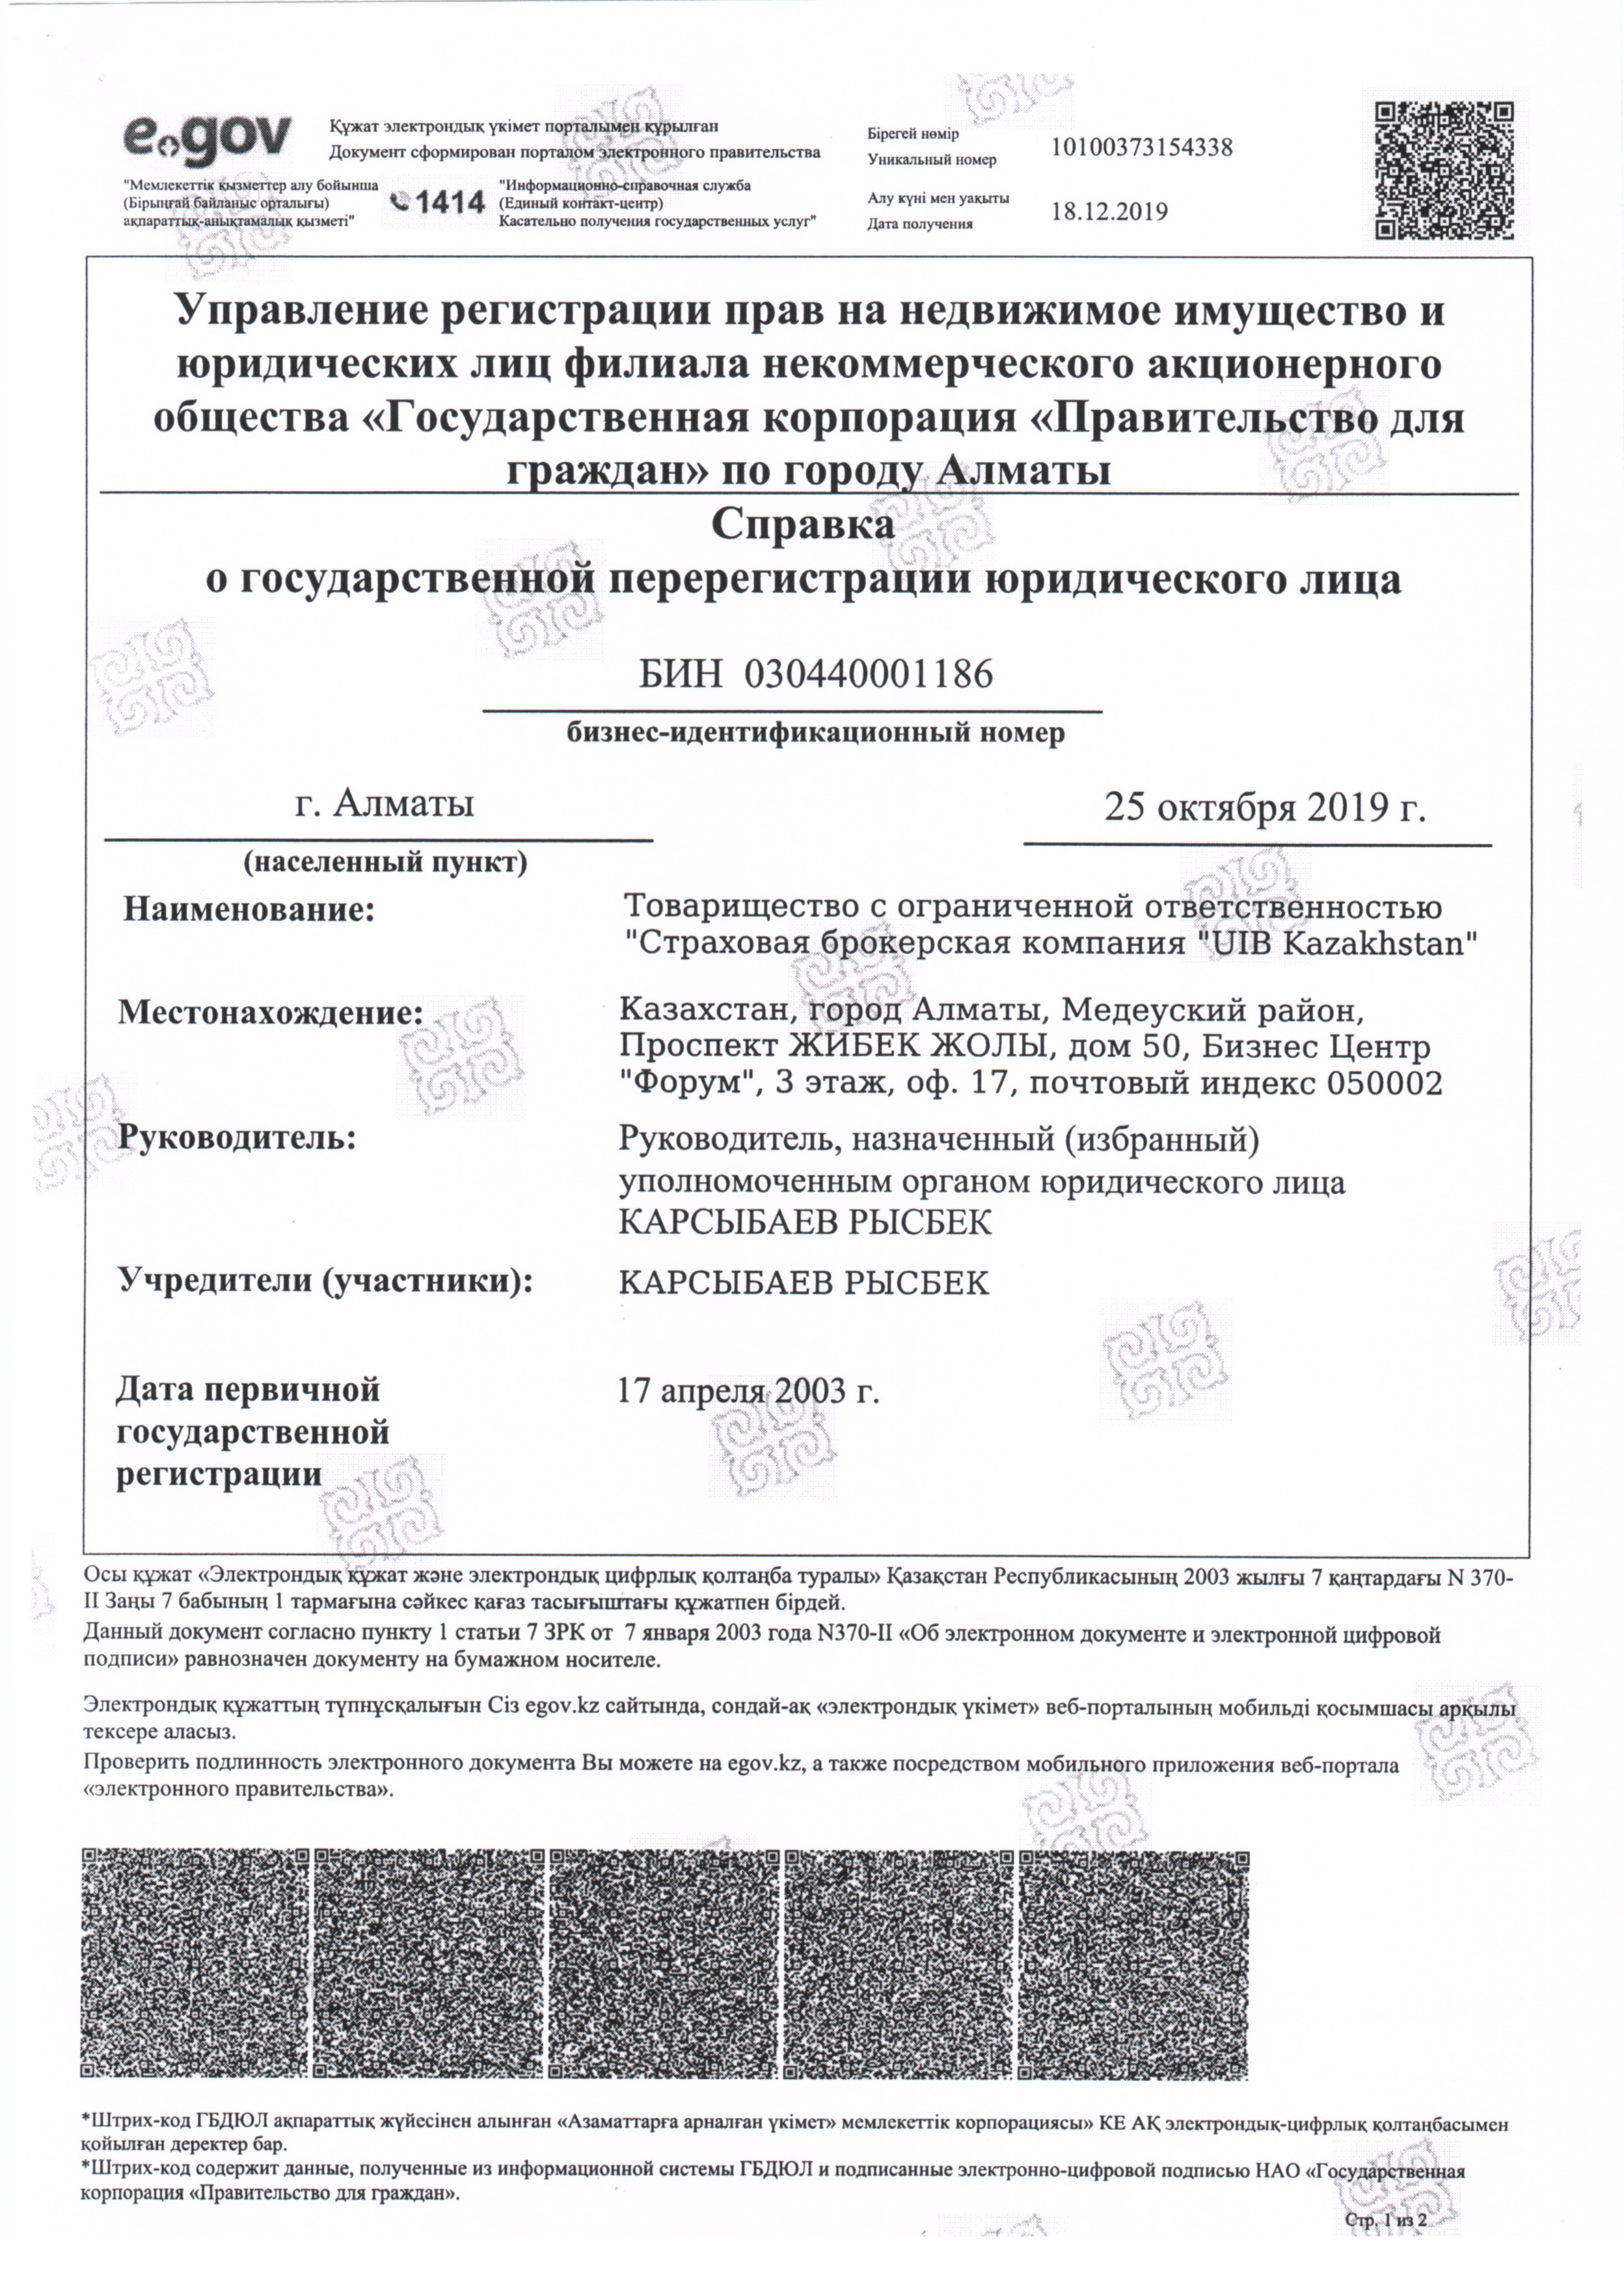 e.gov
Құжат электрондық үкімет порталымен құрылған
Документ сформирован порталом электронного правительства
"Мемлекеттік қызметтер алу бойынша
(Бірыңғай байланыс орталығы)
ақпараттық-анықтамалық қызметі"
1414
"Информационно-справочная служба
(Единый контакт-центр)
Касательно получения государственных услуг"
Бірегей нөмір
Уникальный номер
10100373154338
Алу күні мен уақыты
Дата получения
18.12.2019
Управление регистрации прав на недвижимое имущество и
юридических лиц филиала некоммерческого акционерного
общества «Государственная корпорация «Правительство для
граждан» по городу Алматы
Справка
о государственной перерегистрации юридического лица
БИН 030440001186
бизнес-идентификационный номер
г. Алматы
25 октября 2019 г.
(населенный пункт)
Наименование:
Товарищество с ограниченной ответственностью
"Страховая брокерская компания "UIB Kazakhstan"
Местонахождение:
Казахстан, город Алматы, Медеуский район,
Проспект ЖИБЕК ЖОЛЫ, дом 50, Бизнес Центр
"Форум", 3 этаж, оф. 17, почтовый индекс 050002
Руководитель:
Руководитель, назначенный (избранный)
уполномоченным органом юридического лица
КАРСЫБАЕВ РЫСБЕК
Учредители (участники):
КАРСЫБАЕВ РЫСБЕК
Дата первичной
государственной
регистрации
17 апреля 2003 г.
Осы құжат «Электрондық құжат және электрондық цифрлық қолтаңба туралы» Қазақстан Республикасының 2003 жылғы 7 қаңтардағы N 370-
II Заңы 7 бабының 1 тармағына сәйкес қағаз тасығыштағы құжатпен бірдей.
Данный документ согласно пункту 1 статьи 7 ЗРК от 7 января 2003 года N370-II «Об электронном документе и электронной цифровой
подписи» равнозначен документу на бумажном носителе.
Электрондық құжаттың түпнұсқалығын Сіз egov.kz сайтында, сондай-ақ «электрондық үкімет» веб-порталының мобильді қосымшасы арқылы
тексере аласыз.
Проверить подлинность электронного документа Вы можете на egov.kz, а также посредством мобильного приложения веб-портала
«электронного правительства».
*Штрих-код ГБДЮЛ ақпараттық жүйесінен алынған «Азаматтарға арналған үкімет» мемлекеттік корпорациясы» КЕ АҚ электрондық-цифрлық қолтаңбасымен
қойылған деректер бар.
*Штрих-код содержит данные, полученные из информационной системы ГБДЮЛ и подписанные электронно-цифровой подписью НАО «Государственная
корпорация «Правительство для граждан».
Стр. 1 из 2